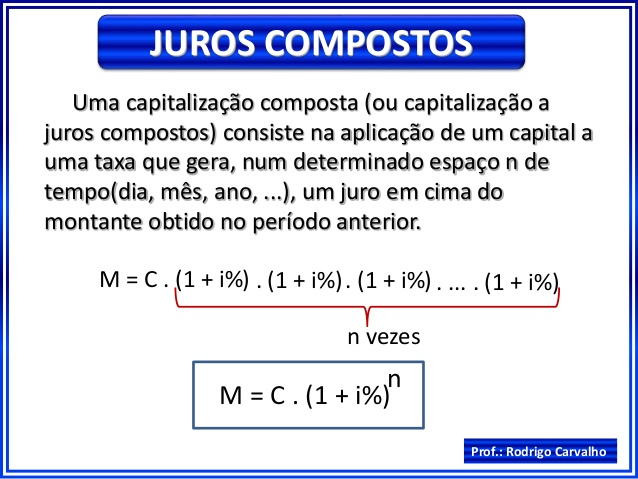 JUROS COMPOSTOS
Uma capitalização composta (ou capitalização a
juros compostos) consiste na aplicação de um capital a
uma taxa que gera, num determinado espaço n de
tempo(dia, mês, ano, ...), um juro em cima do
montante obtido no período anterior.
M = C . (1 + i%) . (1 + i%) . (1 + i%) . ... . (1 + i%)
n vezes
M = C . (1 + i%)ⁿ
Prof.: Rodrigo Carvalho